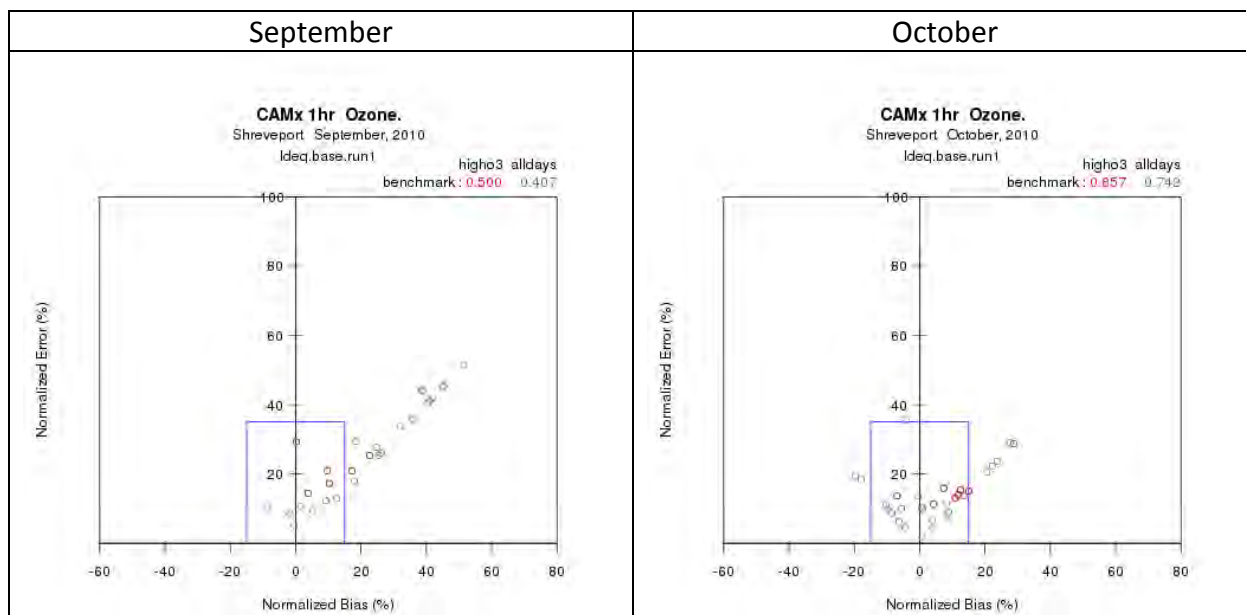 September
October
CAMx 1hr Ozone.
Shreveport September, 2010
ldeq.base.run1
higho3 alldays
benchmark: 0.500 0.407
100
80
60
40
20
-60 -40 -20 0 20 40 60 80
Normalized Error (%)
Normalized Bias (%)
CAMx 1hr Ozone.
Shreveport October, 2010
ldeq.base.run1
higho3 alldays
benchmark: 0.857 0.742
100
80
60
40
20
-60 -40 -20 0 20 40 60 80
Normalized Error (%)
Normalized Bias (%)